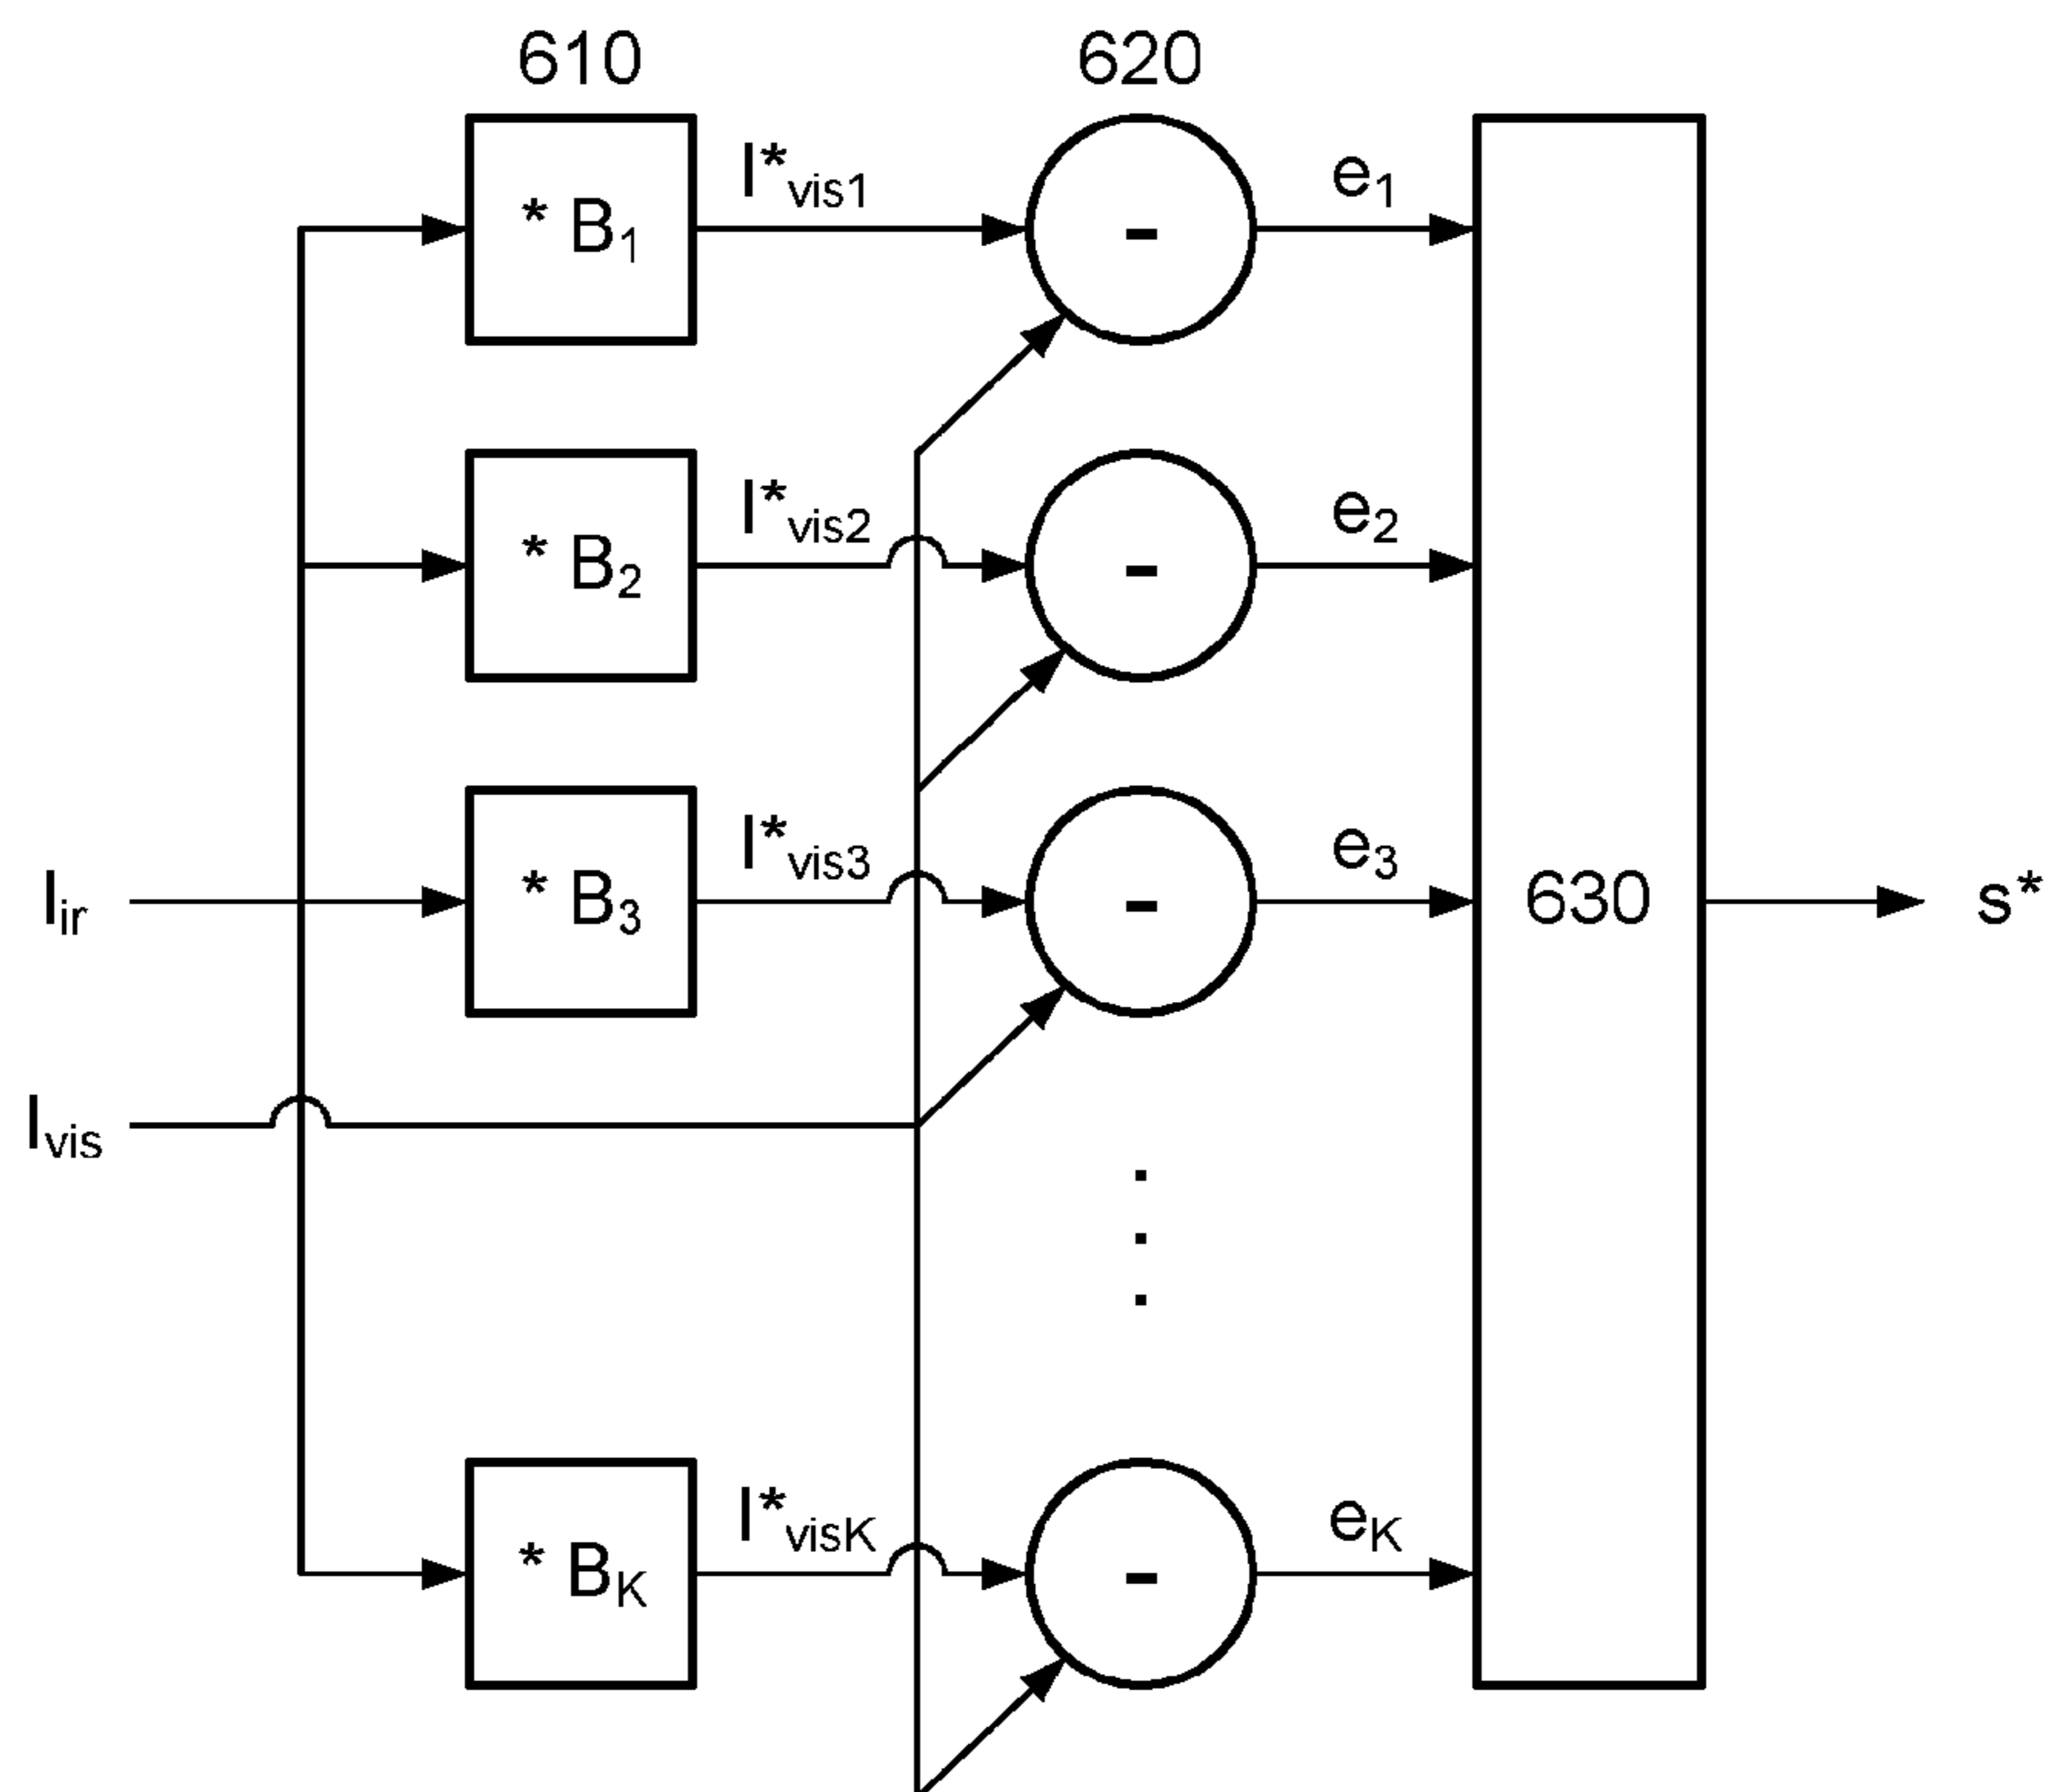 610 620
* B₁ I*vis1 - e₁
* B₂ I*vis2 - e₂
Iir * B₃ I*vis3 - e₃ 630 s*
Ivis
* BK I*visK - eK